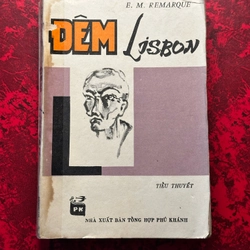 E. M. REMARQUE
ĐÊM LISBON
TIỂU THUYẾT
PK
NHÀ XUẤT BẢN TỔNG HỢP PHÚ KHÁNH